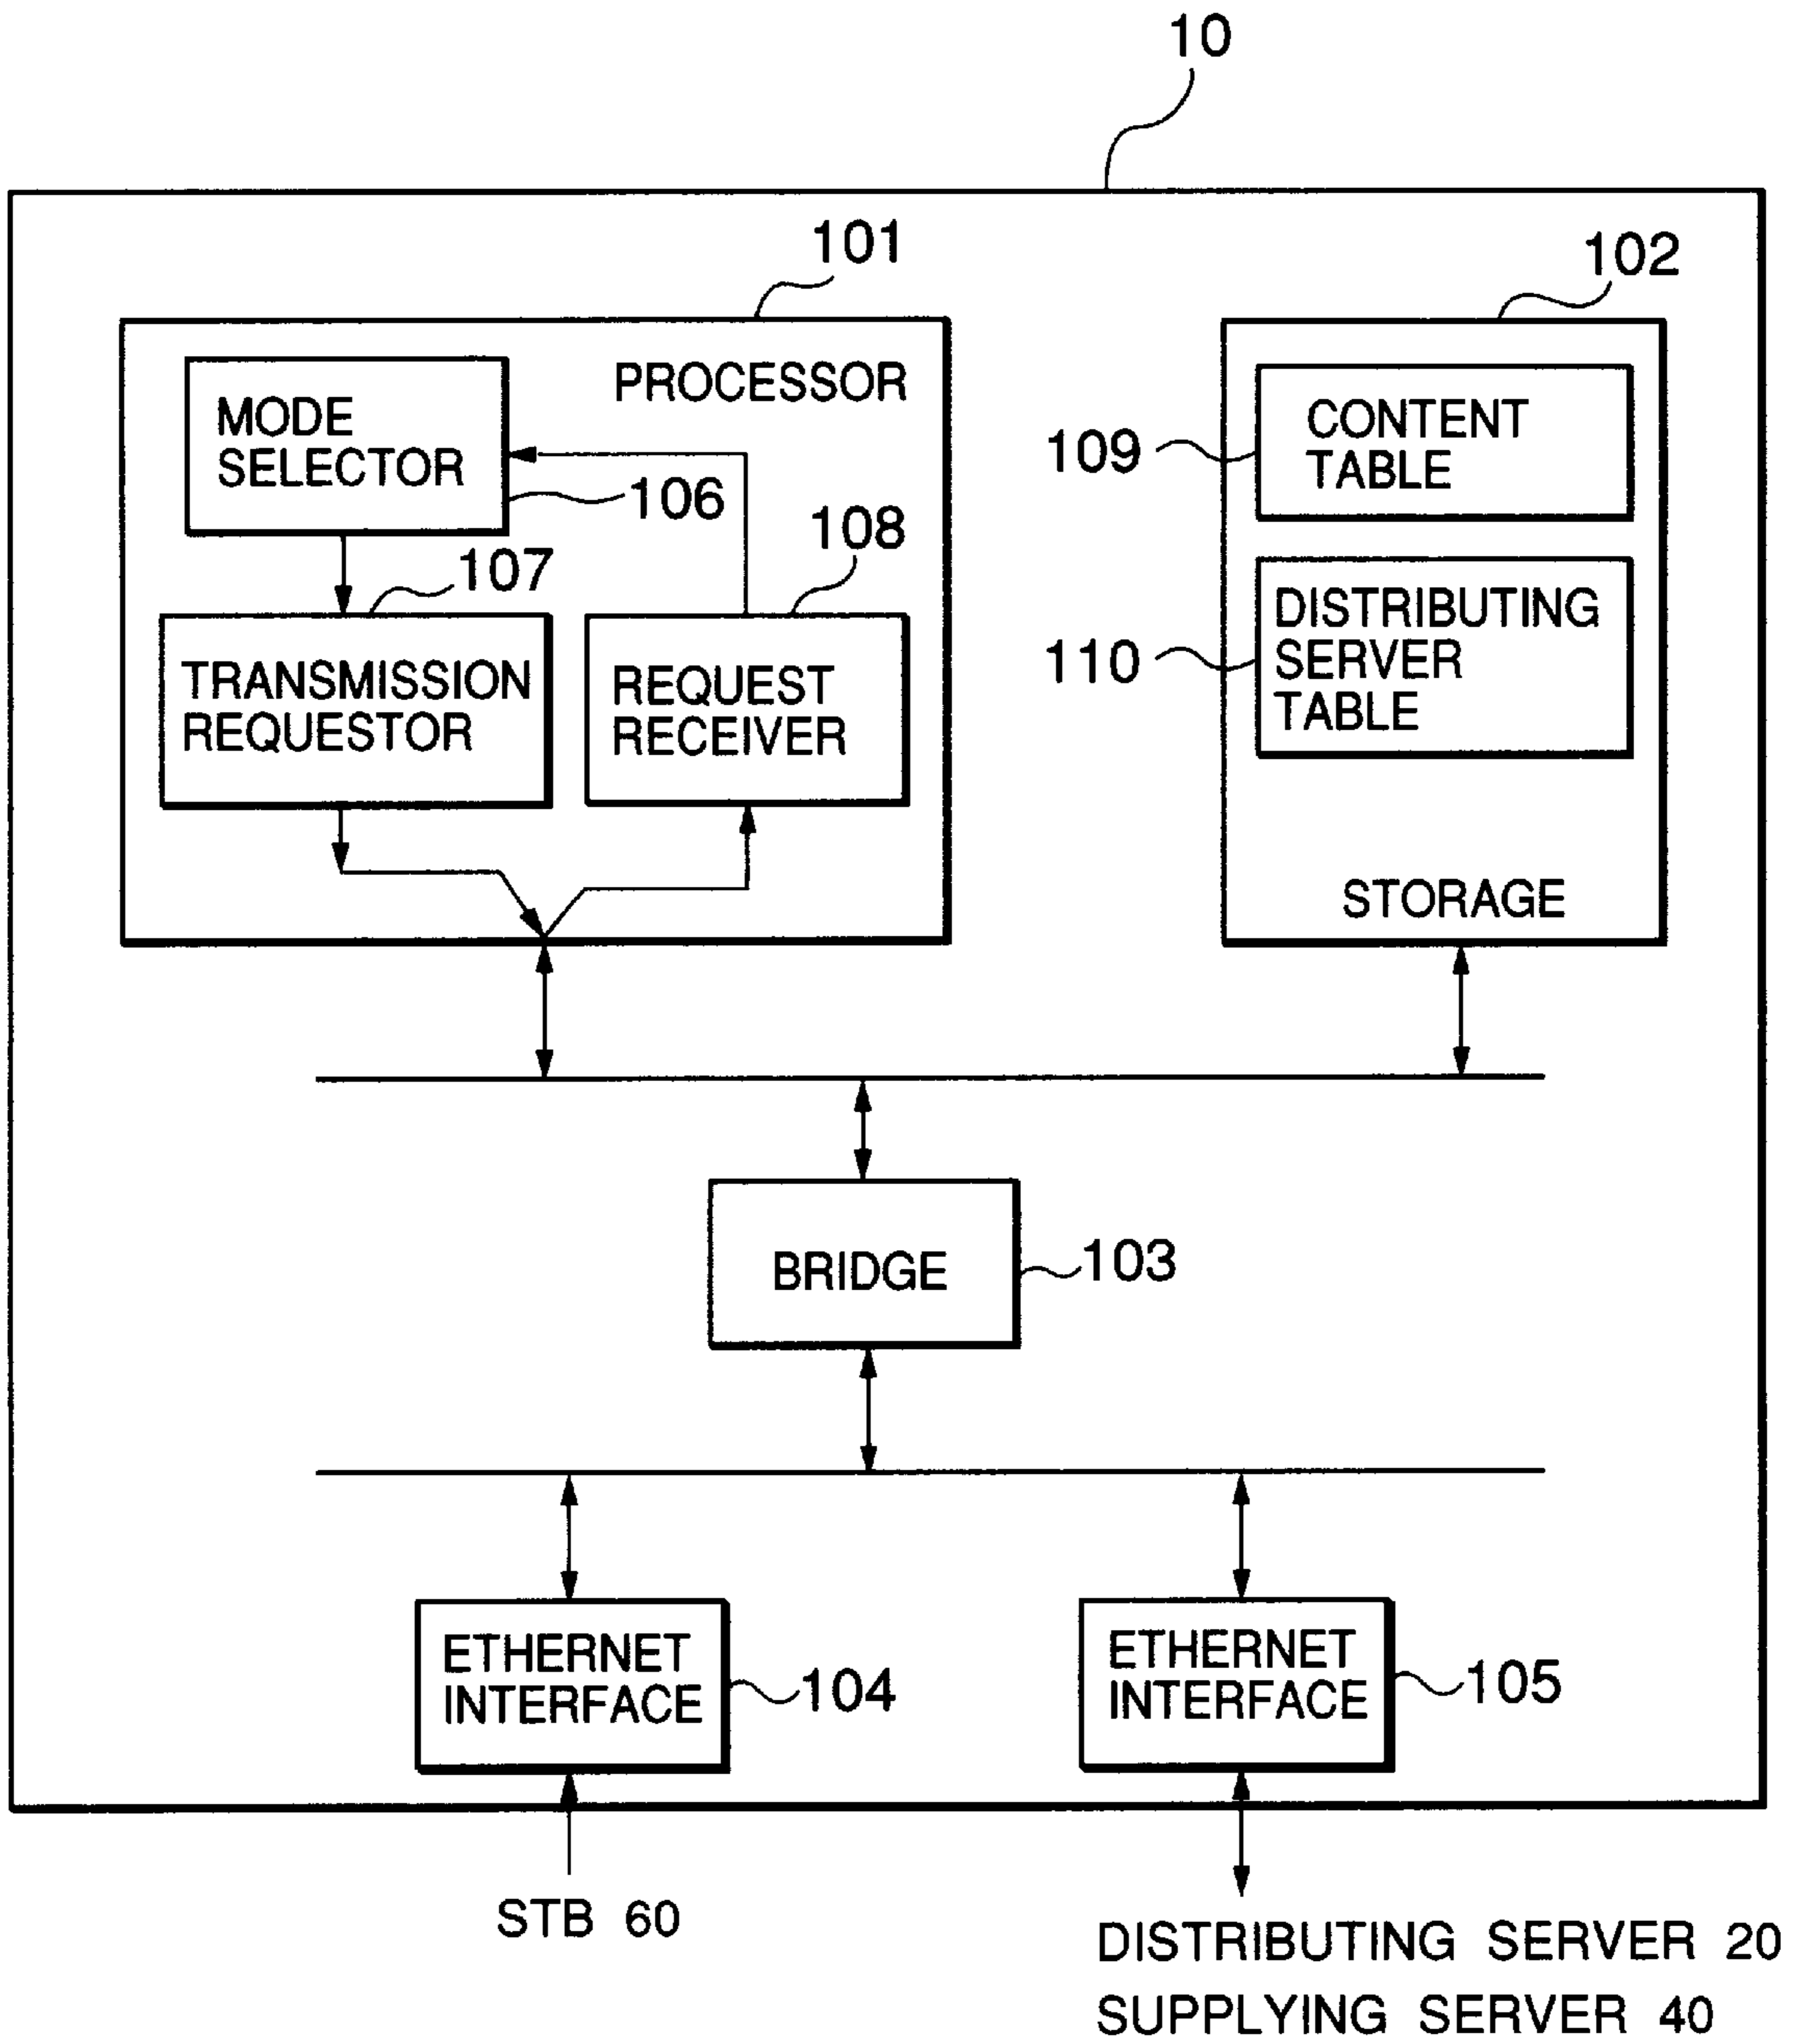 10
101
102
PROCESSOR
MODE
SELECTOR
106
107
108
TRANSMISSION
REQUESTOR
REQUEST
RECEIVER
109
CONTENT
TABLE
110
DISTRIBUTING
SERVER
TABLE
STORAGE
BRIDGE
103
ETHERNET
INTERFACE
104
ETHERNET
INTERFACE
105
STB 60
DISTRIBUTING SERVER 20
SUPPLYING SERVER 40